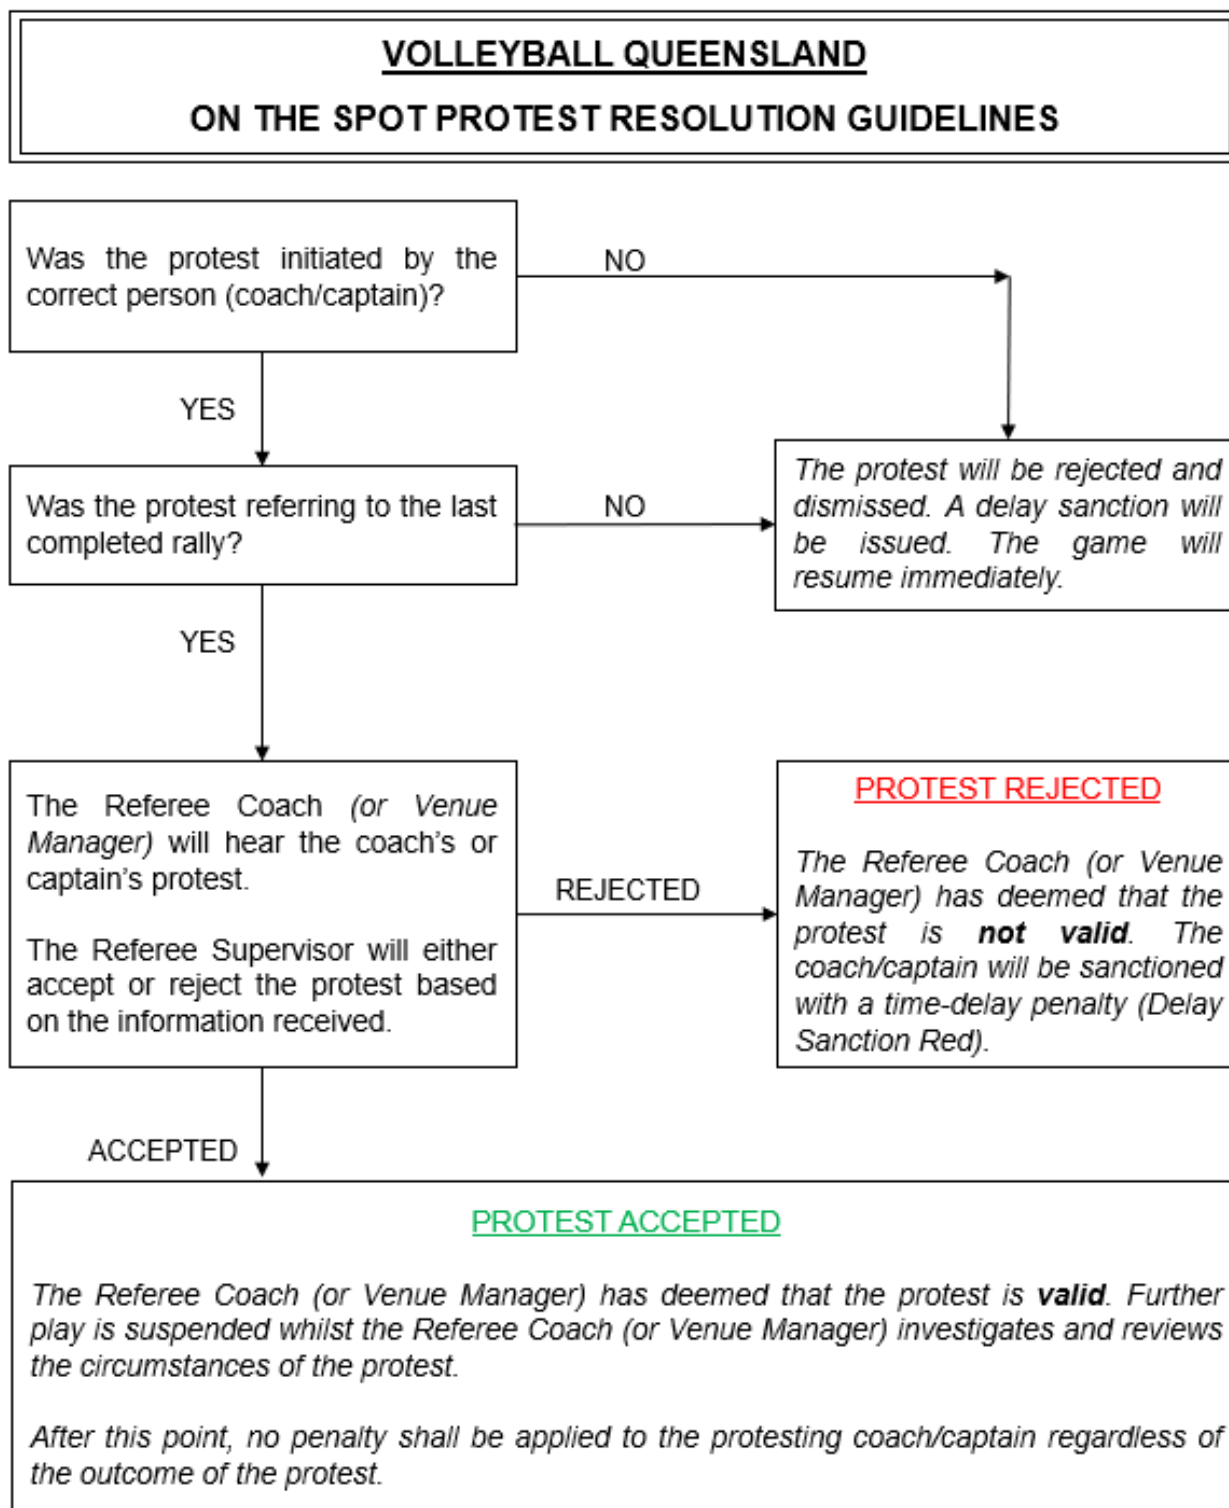 VOLLEYBALL QUEENSLAND
ON THE SPOT PROTEST RESOLUTION GUIDELINES
Was the protest initiated by the
correct person (coach/captain)?
NO
YES
Was the protest referring to the last
completed rally?
NO
The protest will be rejected and
dismissed. A delay sanction will
be issued. The game will
resume immediately.
YES
The Referee Coach (or Venue
Manager) will hear the coach's or
captain's protest.
The Referee Supervisor will either
accept or reject the protest based
on the information received.
REJECTED
PROTEST REJECTED
The Referee Coach (or Venue
Manager) has deemed that the
protest is not valid. The
coach/captain will be sanctioned
with a time-delay penalty (Delay
Sanction Red).
ACCEPTED
PROTEST ACCEPTED
The Referee Coach (or Venue Manager) has deemed that the protest is valid. Further
play is suspended whilst the Referee Coach (or Venue Manager) investigates and reviews
the circumstances of the protest.
After this point, no penalty shall be applied to the protesting coach/captain regardless of
the outcome of the protest.